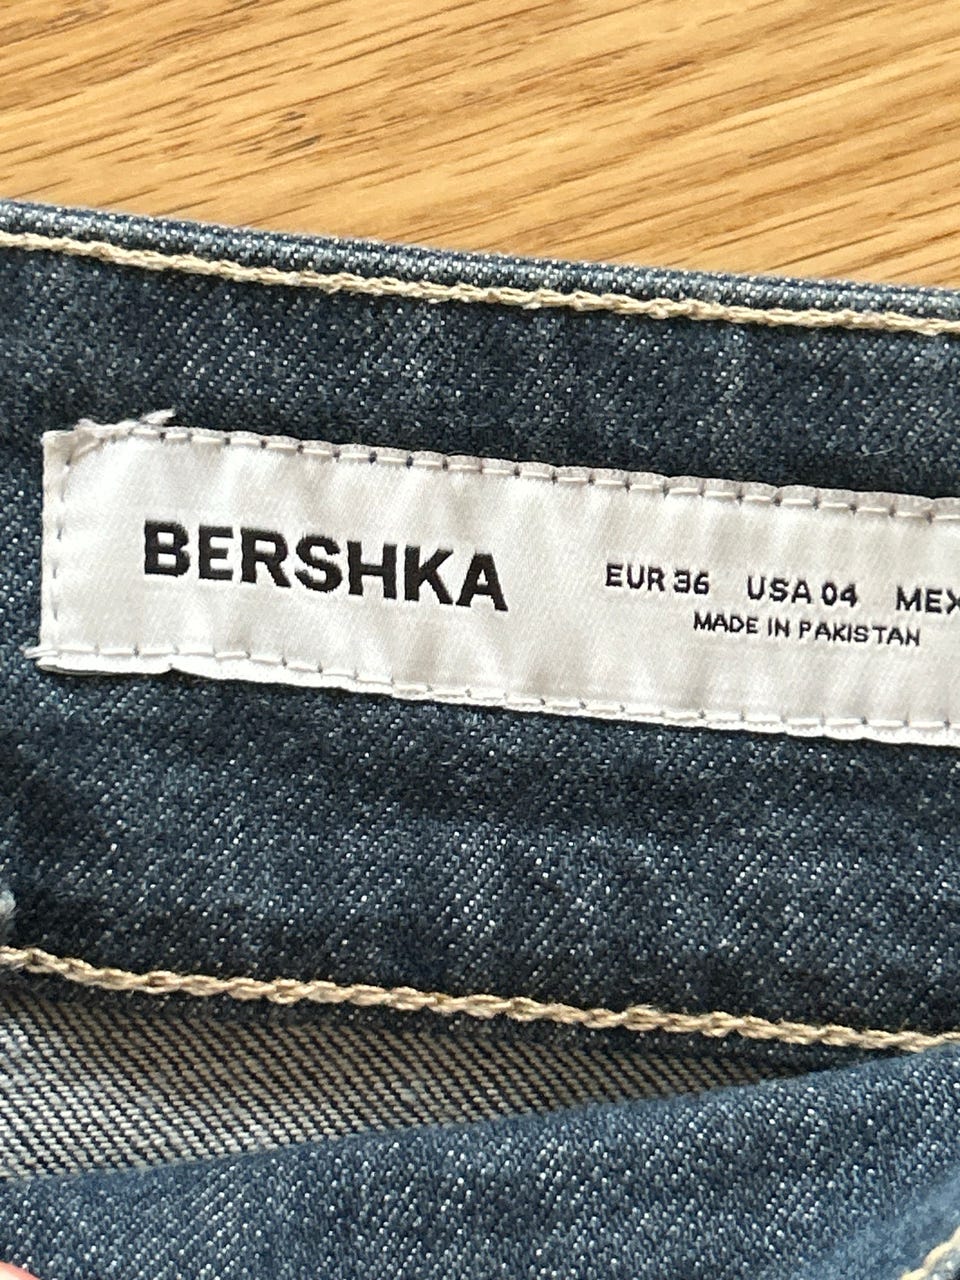 BERSHKA
EUR 36 USA 04 MEX
MADE IN PAKISTAN